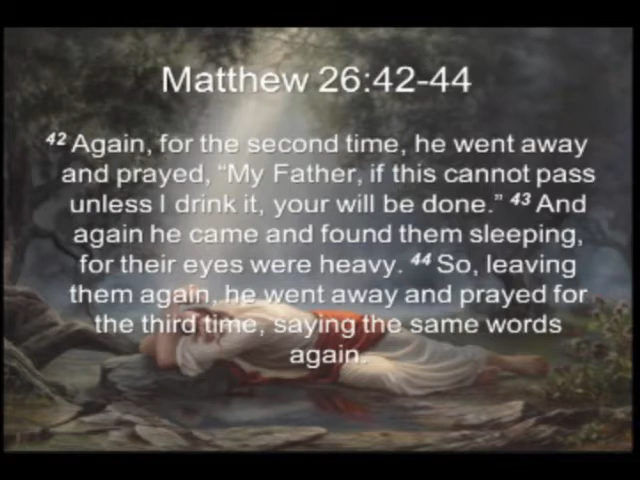 Matthew 26:42-44
42 Again, for the second time, he went away
and prayed, “My Father, if this cannot pass
unless I drink it, your will be done.” 43 And
again he came and found them sleeping,
for their eyes were heavy. 44 So, leaving
them again, he went away and prayed for
the third time, saying the same words
again.